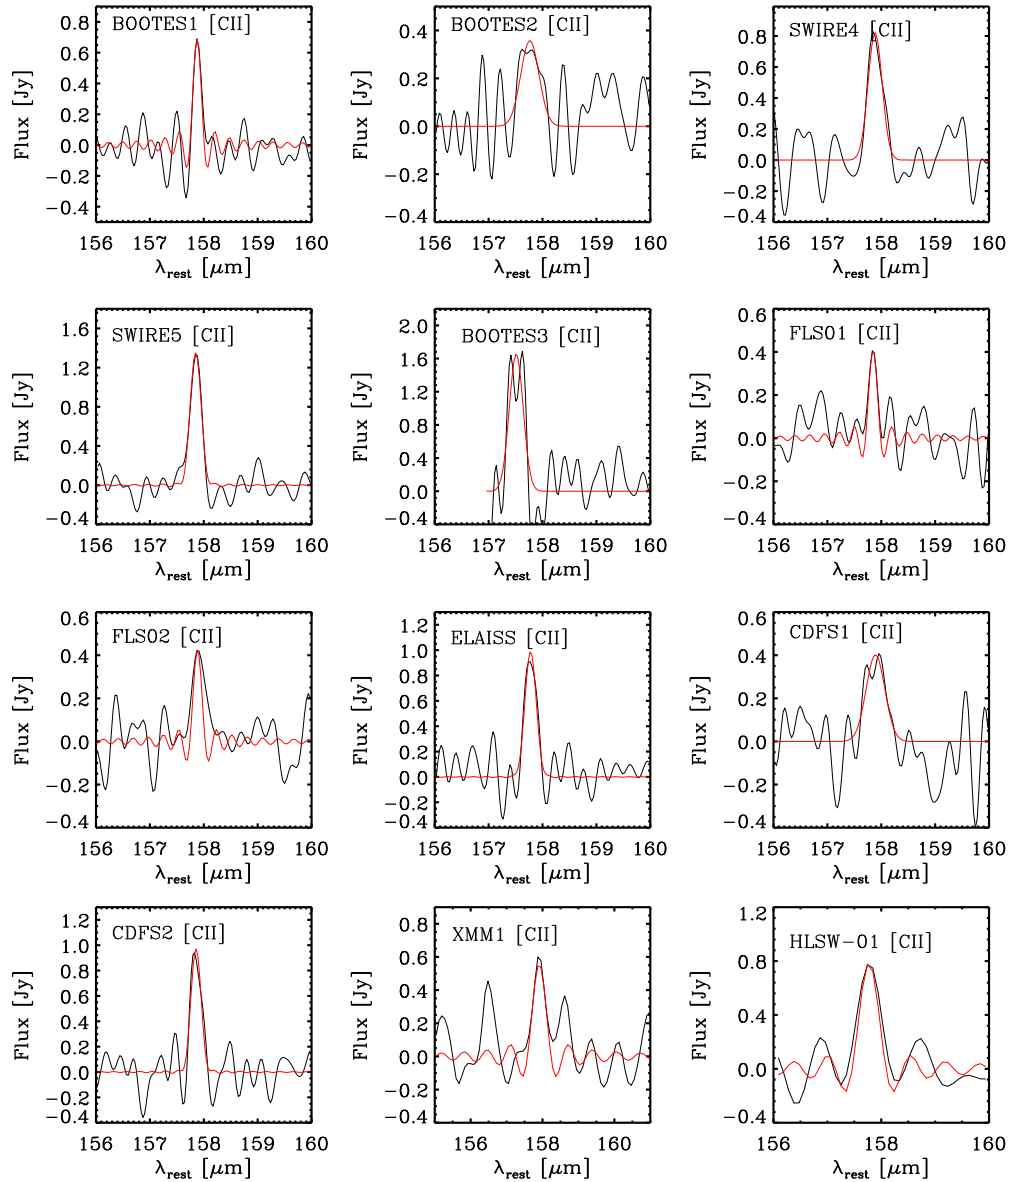 BOOTES1 [CII]
Flux [Jy]
0.8
0.6
0.4
0.2
0.0
−0.2
−0.4
156 157 158 159 160
λrest [μm]
BOOTES2 [CII]
Flux [Jy]
0.4
0.2
0.0
−0.2
0.4
156 157 158 159 160
λrest [μm]
SWIRE4 [CII]
Flux [Jy]
0.8
0.4
0.0
−0.2
−0.4
156 157 158 159 160
λrest [μm]
SWIRE5 [CII]
Flux [Jy]
1.6
1.2
0.8
0.4
0.0
−0.4
156 157 158 159 160
λrest [μm]
BOOTES3 [CII]
Flux [Jy]
2.0
1.6
1.2
0.8
0.4
0.0
−0.4
156 157 158 159 160
λrest [μm]
FLS01 [CII]
Flux [Jy]
0.6
0.4
0.2
0.0
−0.2
−0.4
156 157 158 159 160
λrest [μm]
FLS02 [CII]
Flux [Jy]
0.6
0.4
0.2
0.0
−0.2
−0.4
156 157 158 159 160
λrest [μm]
ELAISS [CII]
Flux [Jy]
1.2
1.0
0.8
0.6
0.4
0.2
0.0
−0.2
−0.4
156 157 158 159 160
λrest [μm]
CDFS1 [CII]
Flux [Jy]
0.6
0.4
0.2
0.0
−0.2
−0.4
156 157 158 159 160
λrest [μm]
CDFS2 [CII]
Flux [Jy]
1.2
1.0
0.8
0.6
0.4
0.2
0.0
−0.2
−0.4
156 157 158 159 160
λrest [μm]
XMM1 [CII]
Flux [Jy]
0.8
0.6
0.4
0.2
0.0
−0.2
−0.4
156 158 160
λrest [μm]
HLSW−01 [CII]
Flux [Jy]
1.2
0.8
0.4
0.0
−0.4
156 157 158 159 160
λrest [μm]